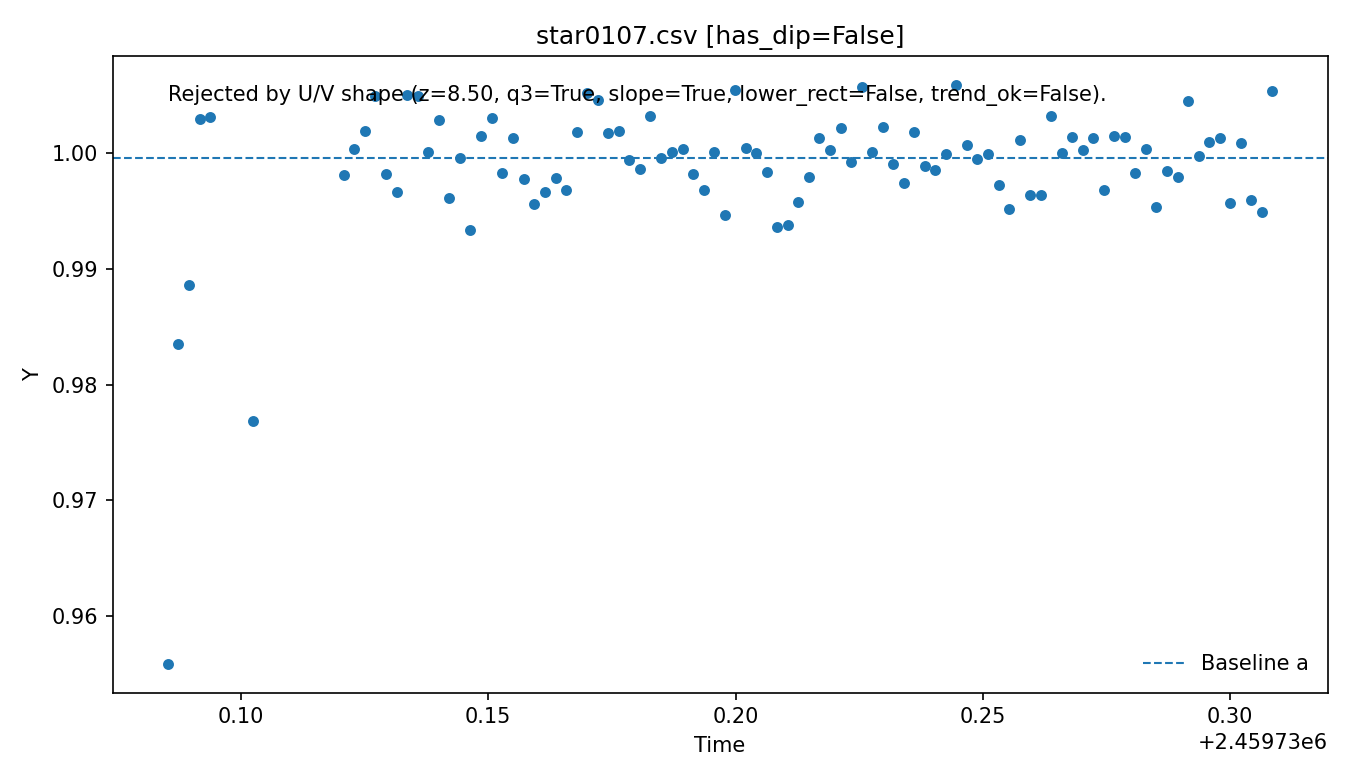 star0107.csv [has_dip=False]
Rejected by U/V shape (z=8.50, q3=True, slope=True, lower_rect=False, trend_ok=False).
1.00
0.99
0.98
0.97
0.96
Y
Baseline a
0.10 0.15 0.20 0.25 0.30
+2.45973e6
Time